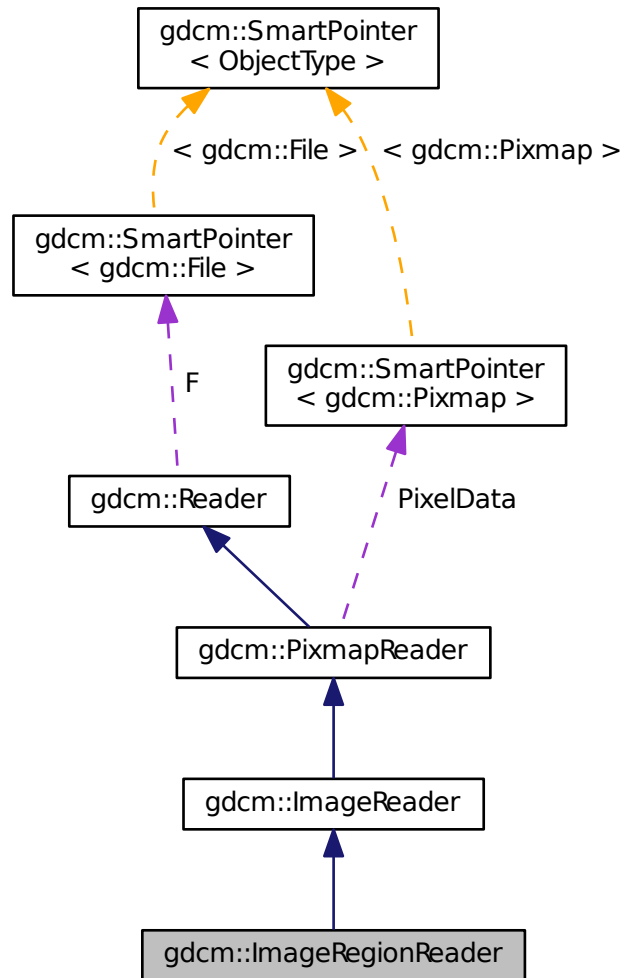 gdcm::SmartPointer
< ObjectType >
< gdcm::File >
< gdcm::Pixmap >
gdcm::SmartPointer
< gdcm::File >
gdcm::SmartPointer
< gdcm::Pixmap >
F
gdcm::Reader
PixelData
gdcm::PixmapReader
gdcm::ImageReader
gdcm::ImageRegionReader